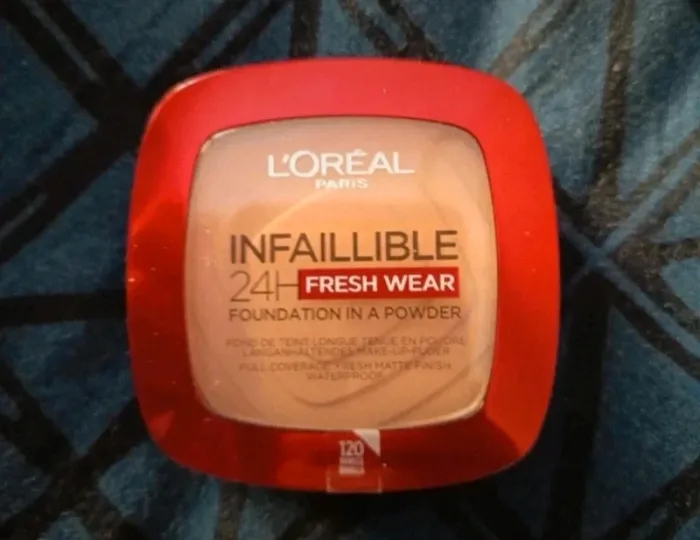 L'ORÉAL
PARIS
INFAILLIBLE
24H FRESH WEAR
FOUNDATION IN A POWDER
FOND DE TEINT LONGUE TENUE EN POUDRE
LANGANHALTENDES MAKE-UP-PUDER
FULL COVERAGE. FRESH MATTE FINISH
WATERPROOF
120